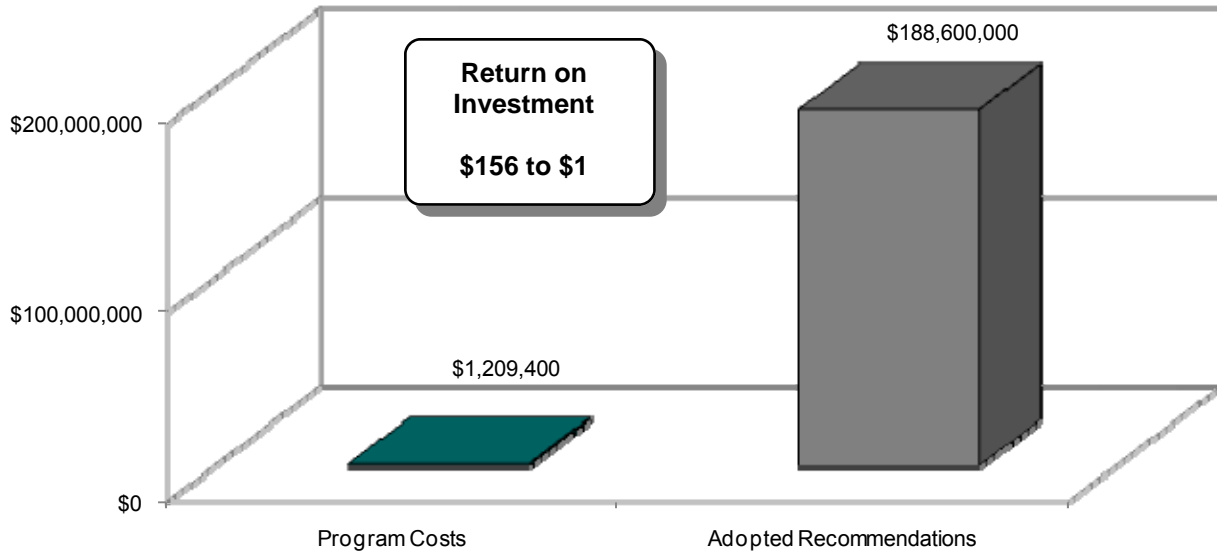 $188,600,000
Return on
Investment
$156 to $1
$200,000,000
$100,000,000
$1,209,400
$0
Program Costs
Adopted Recommendations